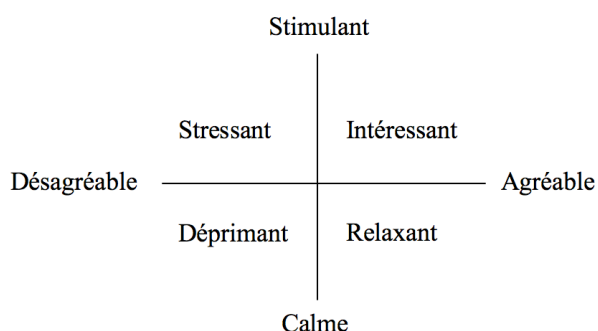 Stimulant
Stressant Intéressant
Désagréable Agréable
Déprimant Relaxant
Calme